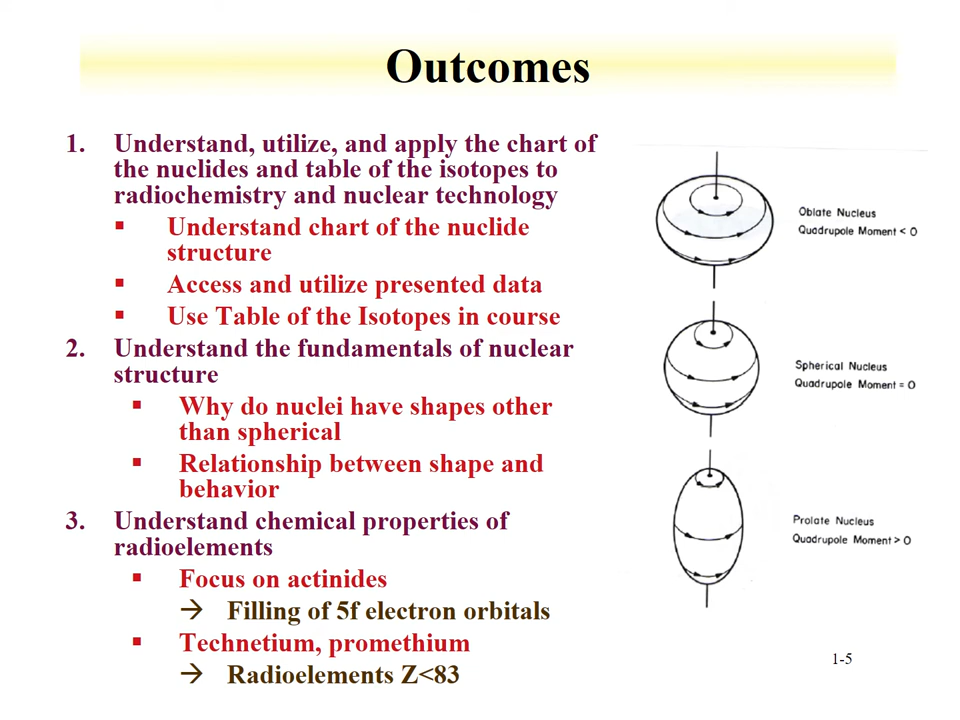 Outcomes
1. Understand, utilize, and apply the chart of
the nuclides and table of the isotopes to
radiochemistry and nuclear technology
▪ Understand chart of the nuclide
structure
▪ Access and utilize presented data
▪ Use Table of the Isotopes in course
2. Understand the fundamentals of nuclear
structure
▪ Why do nuclei have shapes other
than spherical
▪ Relationship between shape and
behavior
3. Understand chemical properties of
radioelements
▪ Focus on actinides
→ Filling of 5f electron orbitals
▪ Technetium, promethium
→ Radioelements Z<83
Oblate Nucleus
Quadrupole Moment < 0
Spherical Nucleus
Quadrupole Moment = 0
Prolate Nucleus
Quadrupole Moment > 0
1-5